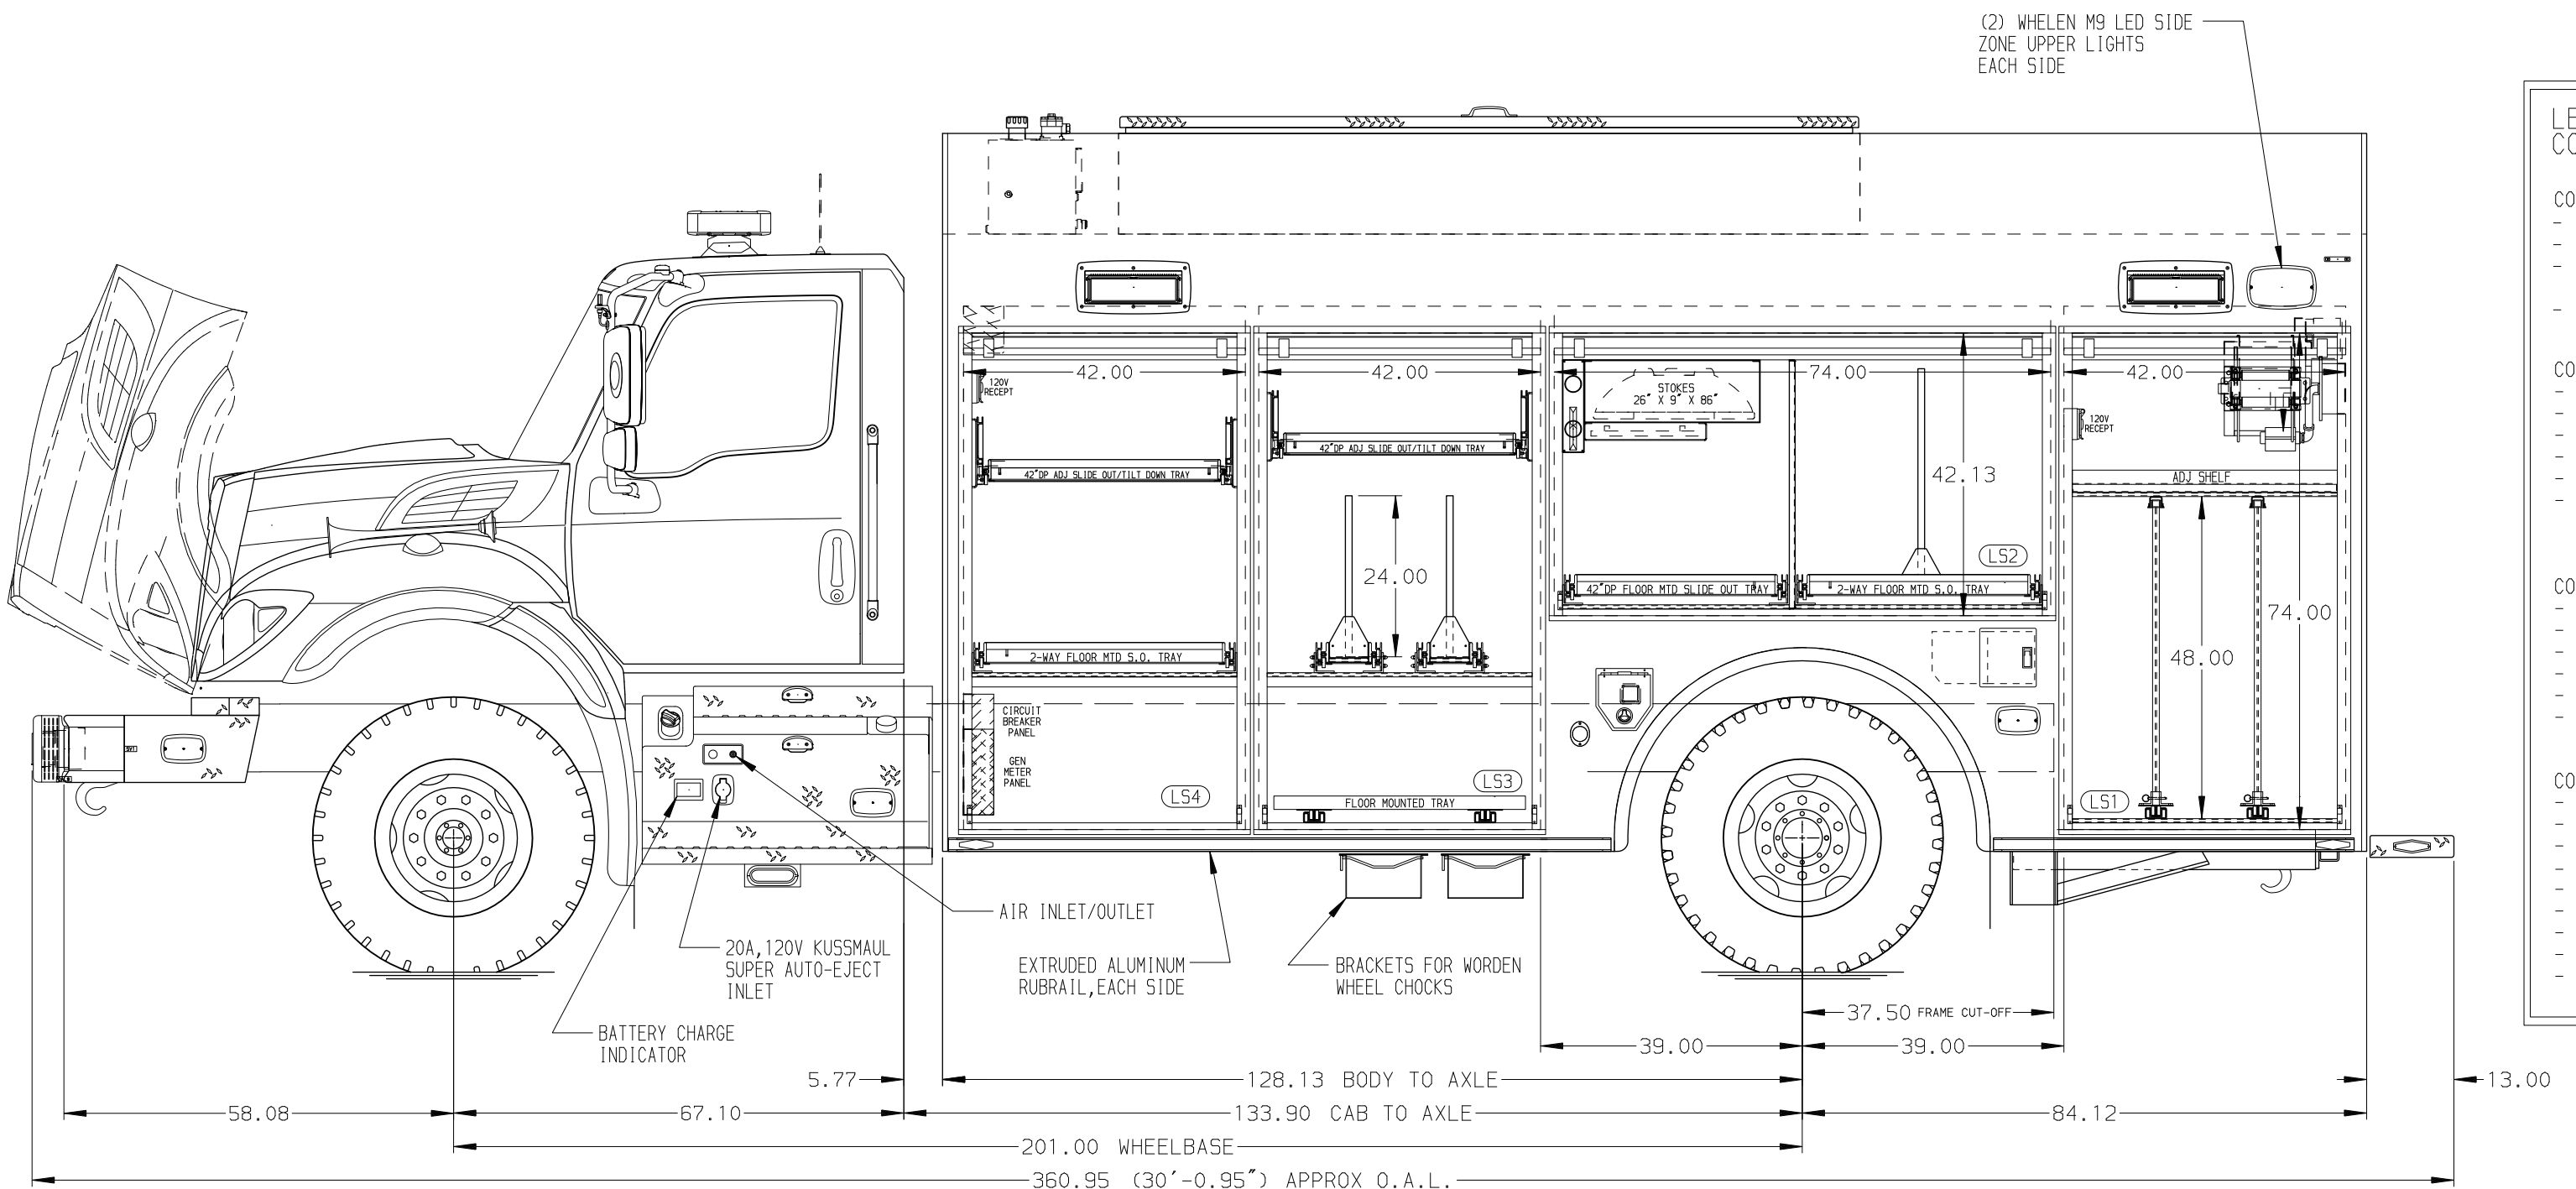 (2) WHELEN M9 LED SIDE
ZONE UPPER LIGHTS
EACH SIDE
42.00
42.00
74.00
42.00
120V
RECEPT
STOKES
26" X 9" X 86"
120V
RECEPT
42"DP ADJ SLIDE OUT/TILT DOWN TRAY
42"DP ADJ SLIDE OUT/TILT DOWN TRAY
42.13
ADJ SHELF
LS2
24.00
42"DP FLOOR MTD SLIDE OUT TRAY
2-WAY FLOOR MTD S.O. TRAY
74.00
2-WAY FLOOR MTD S.O. TRAY
48.00
CIRCUIT
BREAKER
PANEL
GEN
METER
PANEL
LS4
LS3
FLOOR MOUNTED TRAY
LS1
AIR INLET/OUTLET
20A,120V KUSSMAUL
SUPER AUTO-EJECT
INLET
EXTRUDED ALUMINUM
RUBRAIL,EACH SIDE
BRACKETS FOR WORDEN
WHEEL CHOCKS
BATTERY CHARGE
INDICATOR
37.50 FRAME CUT-OFF
39.00
39.00
5.77
128.13 BODY TO AXLE
13.00
58.08
67.10
133.90 CAB TO AXLE
84.12
201.00 WHEELBASE
360.95 (30'-0.95") APPROX O.A.L.
LE
CO
CO
CO
CO
CO